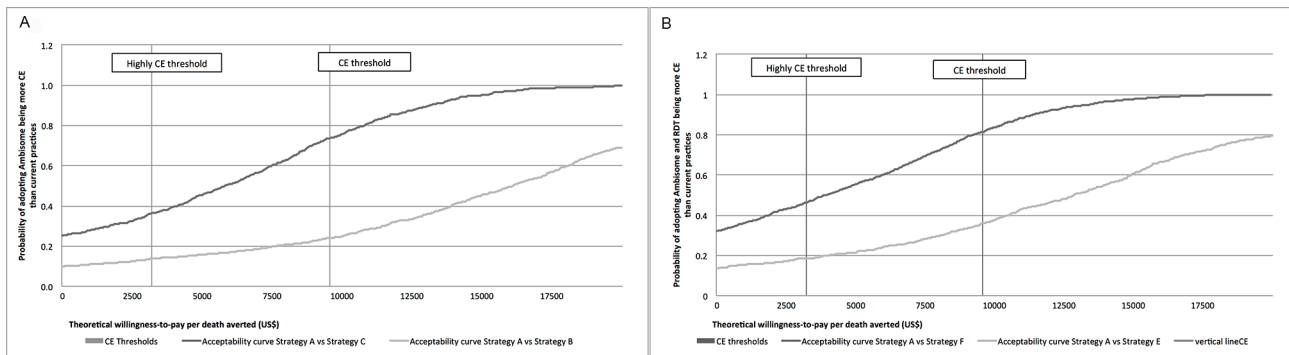 A
Probability of adopting Ambisome being more CE
than current practices
1.2
1.0
0.8
0.6
0.4
0.2
0.0
Highly CE threshold
CE threshold
0 2500 5000 7500 10000 12500 15000 17500
Theoretical willingness-to-pay per death averted (US$)
CE Thresholds Acceptability curve Strategy A vs Strategy C Acceptability curve Strategy A vs Strategy B
B
Probability of adopting Ambisome and RDT being more CE
than current practices
1.2
1
0.8
0.6
0.4
0.2
0
Highly CE threshold
CE threshold
0 2500 5000 7500 10000 12500 15000 17500
Theoretical willingness-to-pay per death averted (US$)
CE thresholds Acceptability curve Strategy A vs Strategy F Acceptability curve Strategy A vs Strategy E vertical lineCE